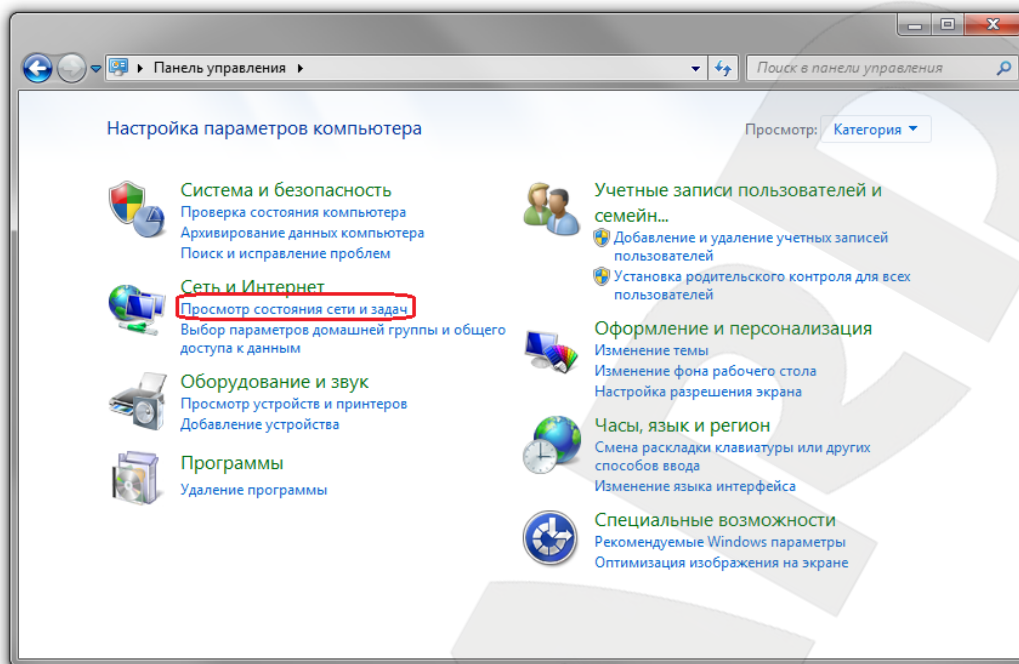 Панель управления
Поиск в панели управления
Настройка параметров компьютера
Просмотр: Категория
Система и безопасность
Проверка состояния компьютера
Архивирование данных компьютера
Поиск и исправление проблем
Сеть и Интернет
Просмотр состояния сети и задач
Выбор параметров домашней группы и общего
доступа к данным
Оборудование и звук
Просмотр устройств и принтеров
Добавление устройства
Программы
Удаление программы
Учетные записи пользователей и
семейн...
Добавление и удаление учетных записей
пользователей
Установка родительского контроля для всех
пользователей
Оформление и персонализация
Изменение темы
Изменение фона рабочего стола
Настройка разрешения экрана
Часы, язык и регион
Смена раскладки клавиатуры или других
способов ввода
Изменение языка интерфейса
Специальные возможности
Рекомендуемые Windows параметры
Оптимизация изображения на экране